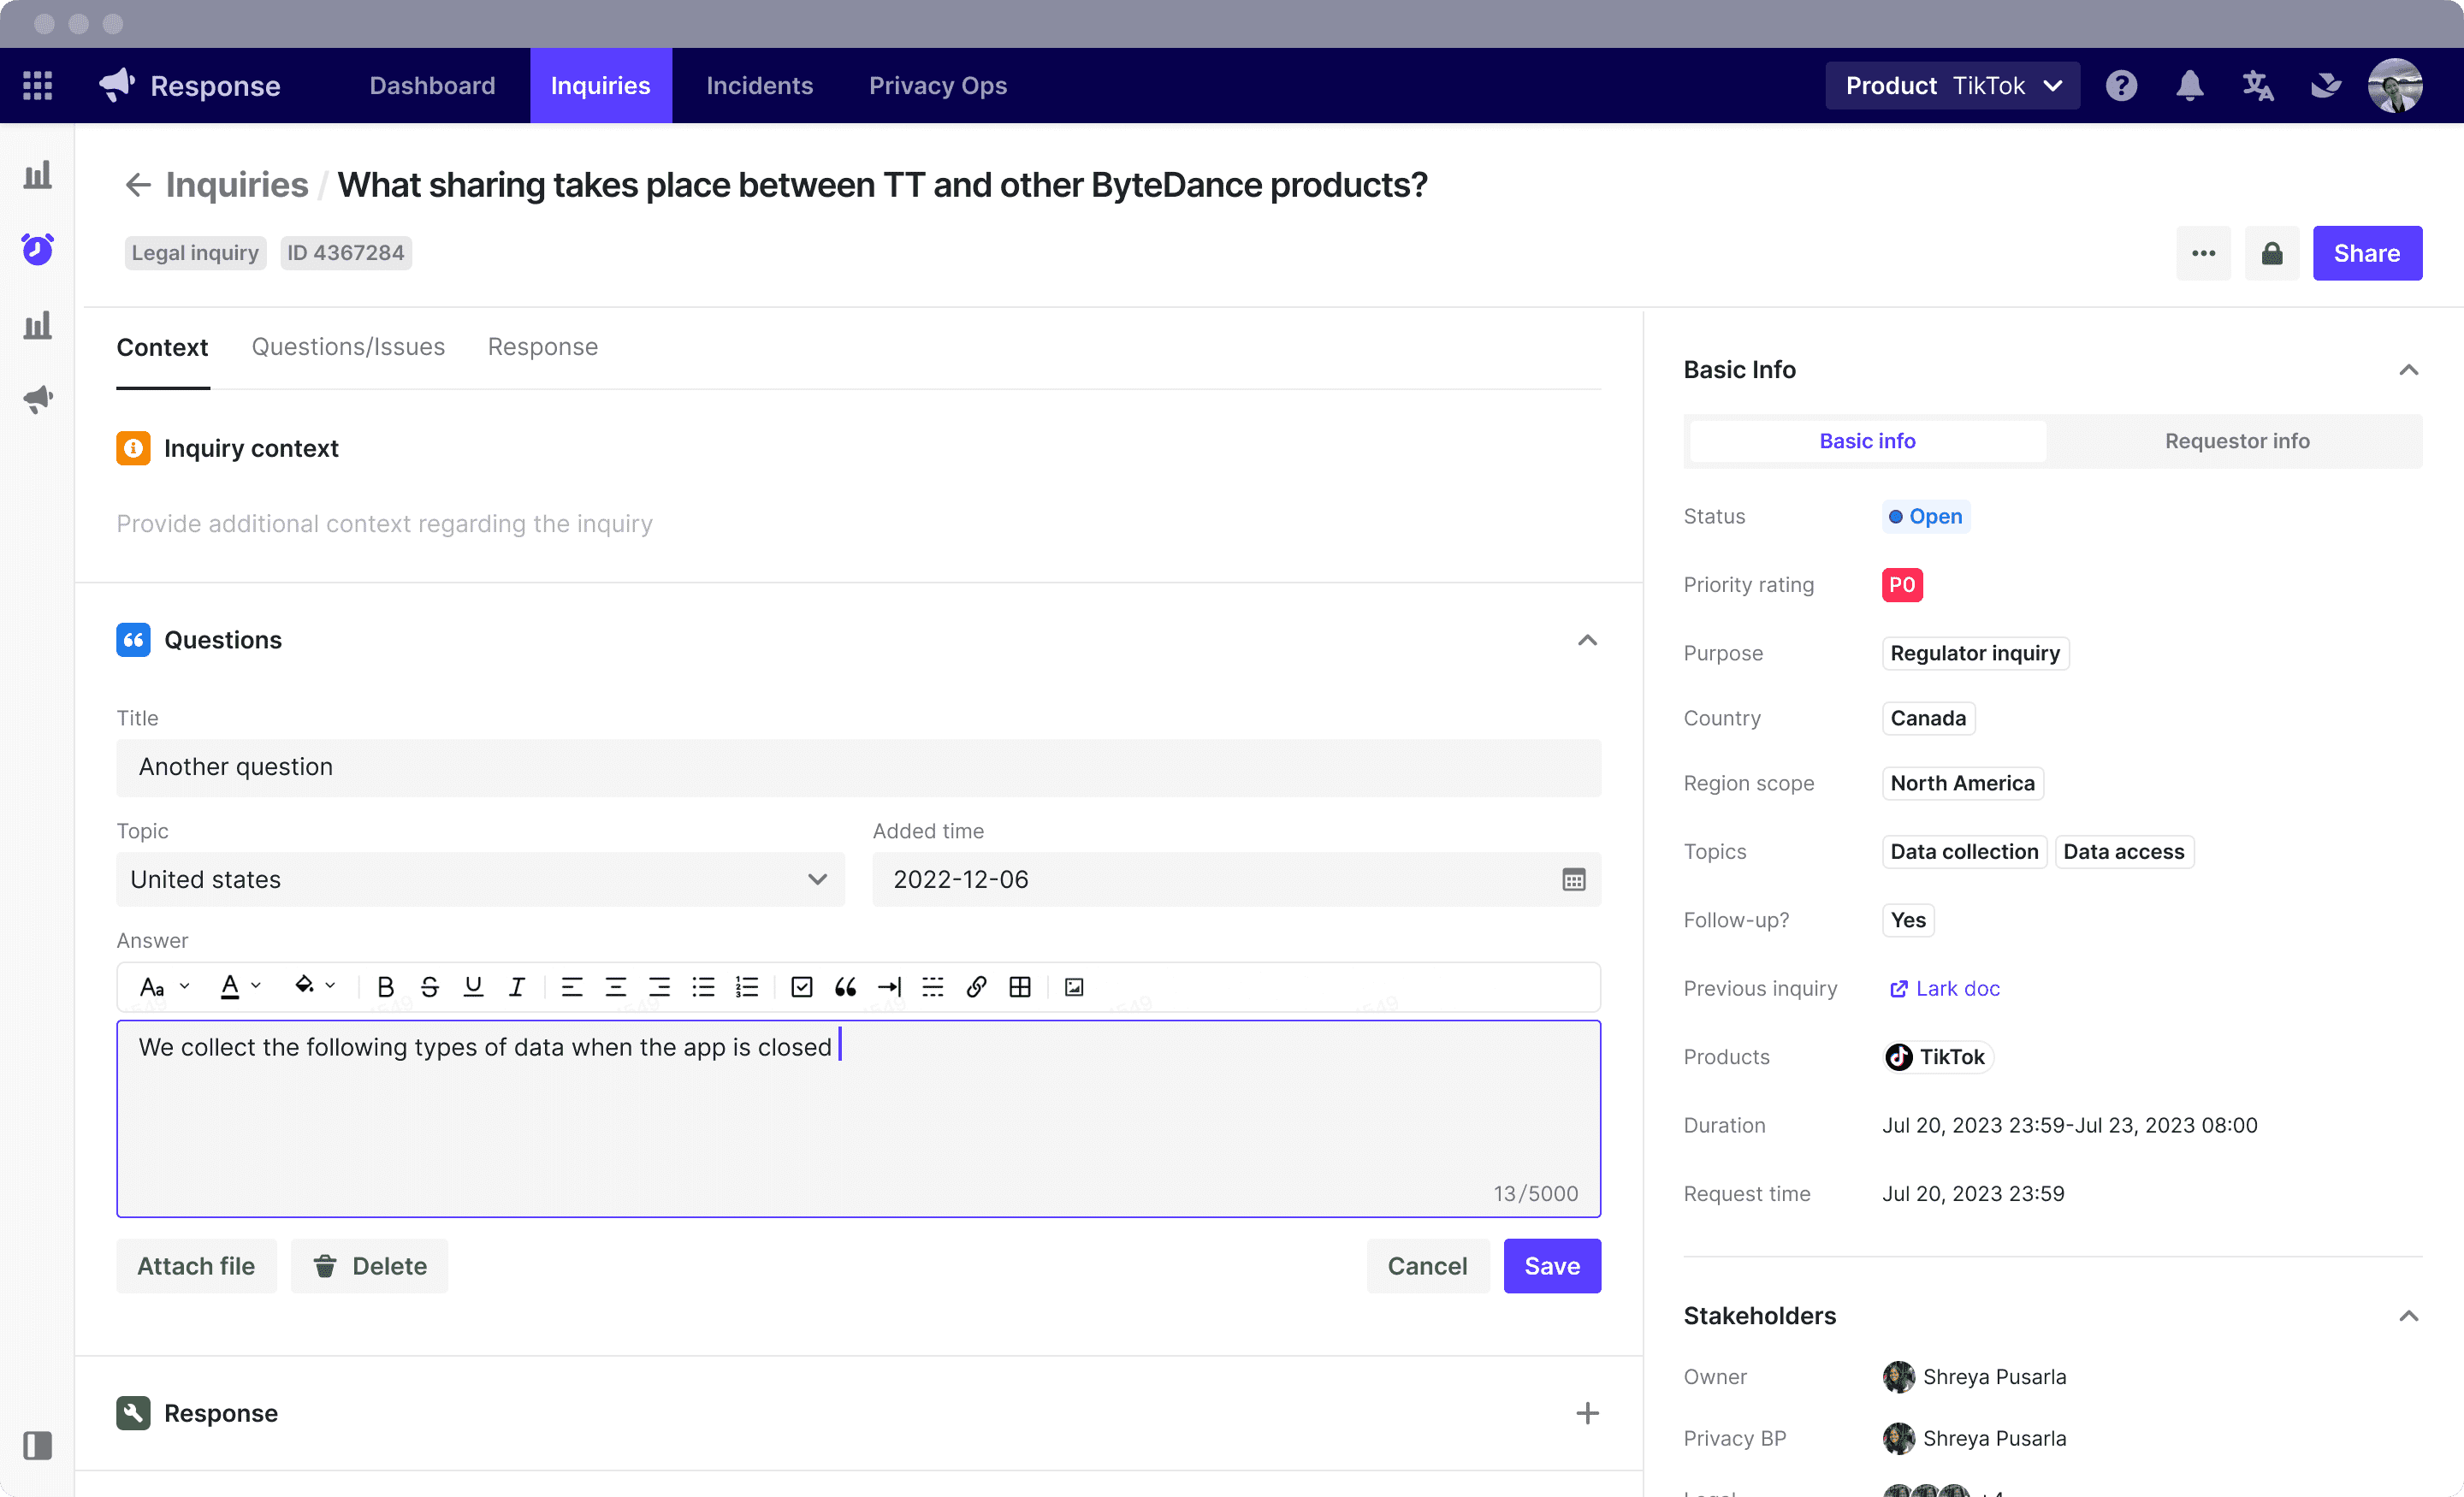 Response
Dashboard
Inquiries
Incidents
Privacy Ops
Product TikTok
Inquiries / What sharing takes place between TT and other ByteDance products?
Legal inquiry
ID 4367284
Share
Context
Questions/Issues
Response
Inquiry context
Provide additional context regarding the inquiry
Questions
Title
Another question
Topic
Added time
United states
2022-12-06
Answer
We collect the following types of data when the app is closed
13/5000
Attach file
Delete
Cancel
Save
Response
Basic Info
Basic info
Requestor info
Status
Open
Priority rating
P0
Purpose
Regulator inquiry
Country
Canada
Region scope
North America
Topics
Data collection
Data access
Follow-up?
Yes
Previous inquiry
Lark doc
Products
TikTok
Duration
Jul 20, 2023 23:59-Jul 23, 2023 08:00
Request time
Jul 20, 2023 23:59
Stakeholders
Owner
Shreya Pusarla
Privacy BP
Shreya Pusarla